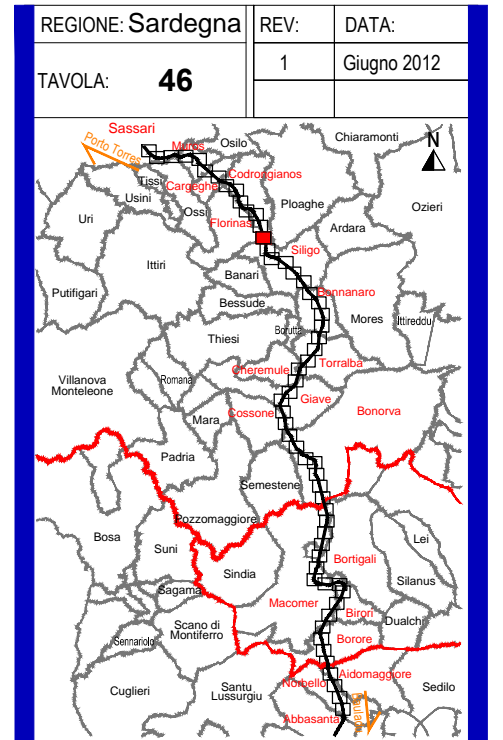 REGIONE: Sardegna
REV:
DATA:
TAVOLA: 46
1
Giugno 2012
Sassari
Porto Torres
Muros
Osilo
Chiaramonti
N
Tissi
Cargeghe
Codrongianos
Usini
Ossi
Ploaghe
Ozieri
Uri
Florinas
Ardara
Siligo
Ittiri
Banari
Bonnanaro
Putifigari
Bessude
Mores
Ittireddu
Borutta
Thiesi
Torralba
Cheremule
Villanova
Monteleone
Romana
Giave
Cossone
Bonorva
Mara
Padria
Semestene
Pozzomaggiore
Bosa
Lei
Suni
Bortigali
Sindia
Silanus
Sagama
Macomer
Birori
Dualchi
Scano di
Montiferro
Sennariolo
Borore
Aidomaggiore
Norbello
Sedilo
Cuglieri
Santu
Lussurgiu
Abbasanta